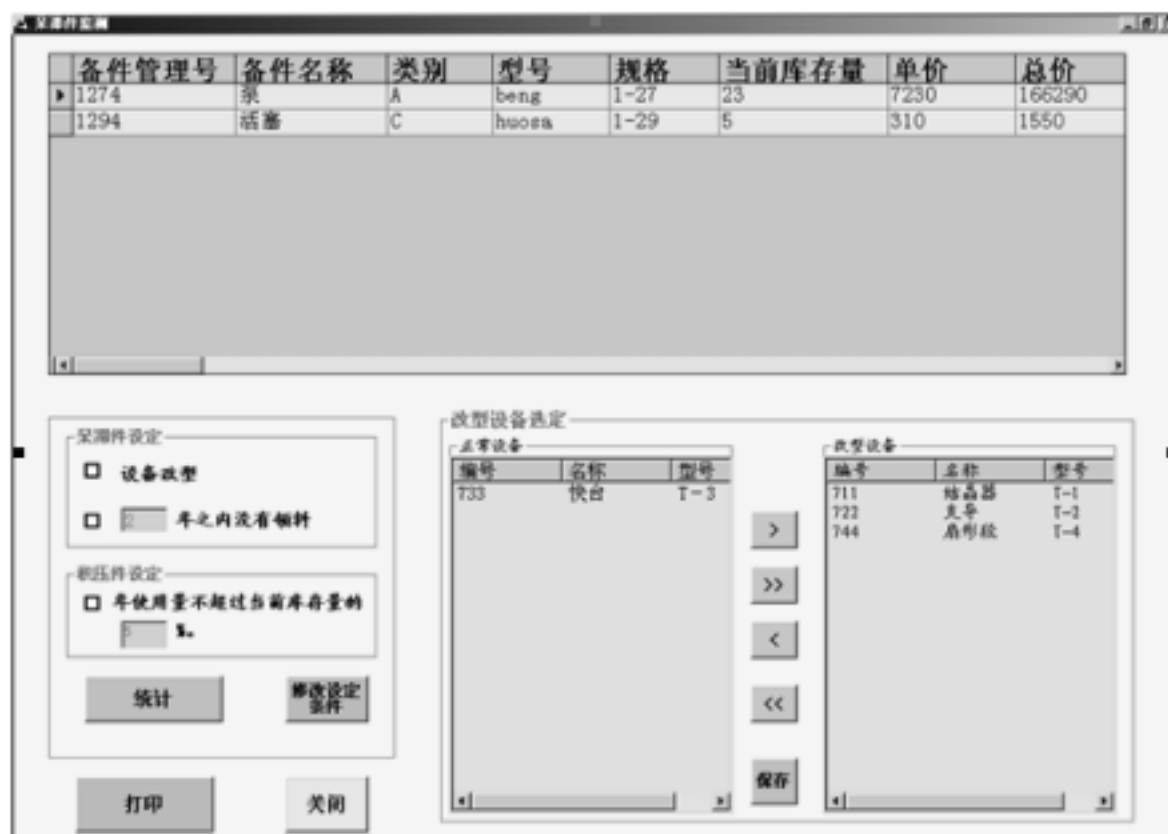 呆滞件监测
备件管理号 备件名称 类别 型号 规格 当前库存量 单价 总价
1274 泵 A beng 1-27 23 7230 166290
1294 活塞 C huosa 1-29 5 310 1550
呆滞件设定
设备改型
2 年之内没有领料
积压件设定
年使用量不超过当前库存量的
5 %。
统计 修改设定条件
打印 关闭
改型设备选定
正常设备
编号 名称 型号
733 快台 T-3
>
>>
<
<<
保存
改型设备
编号 名称 型号
711 结晶器 T-1
722 支导 T-2
744 扇形段 T-4